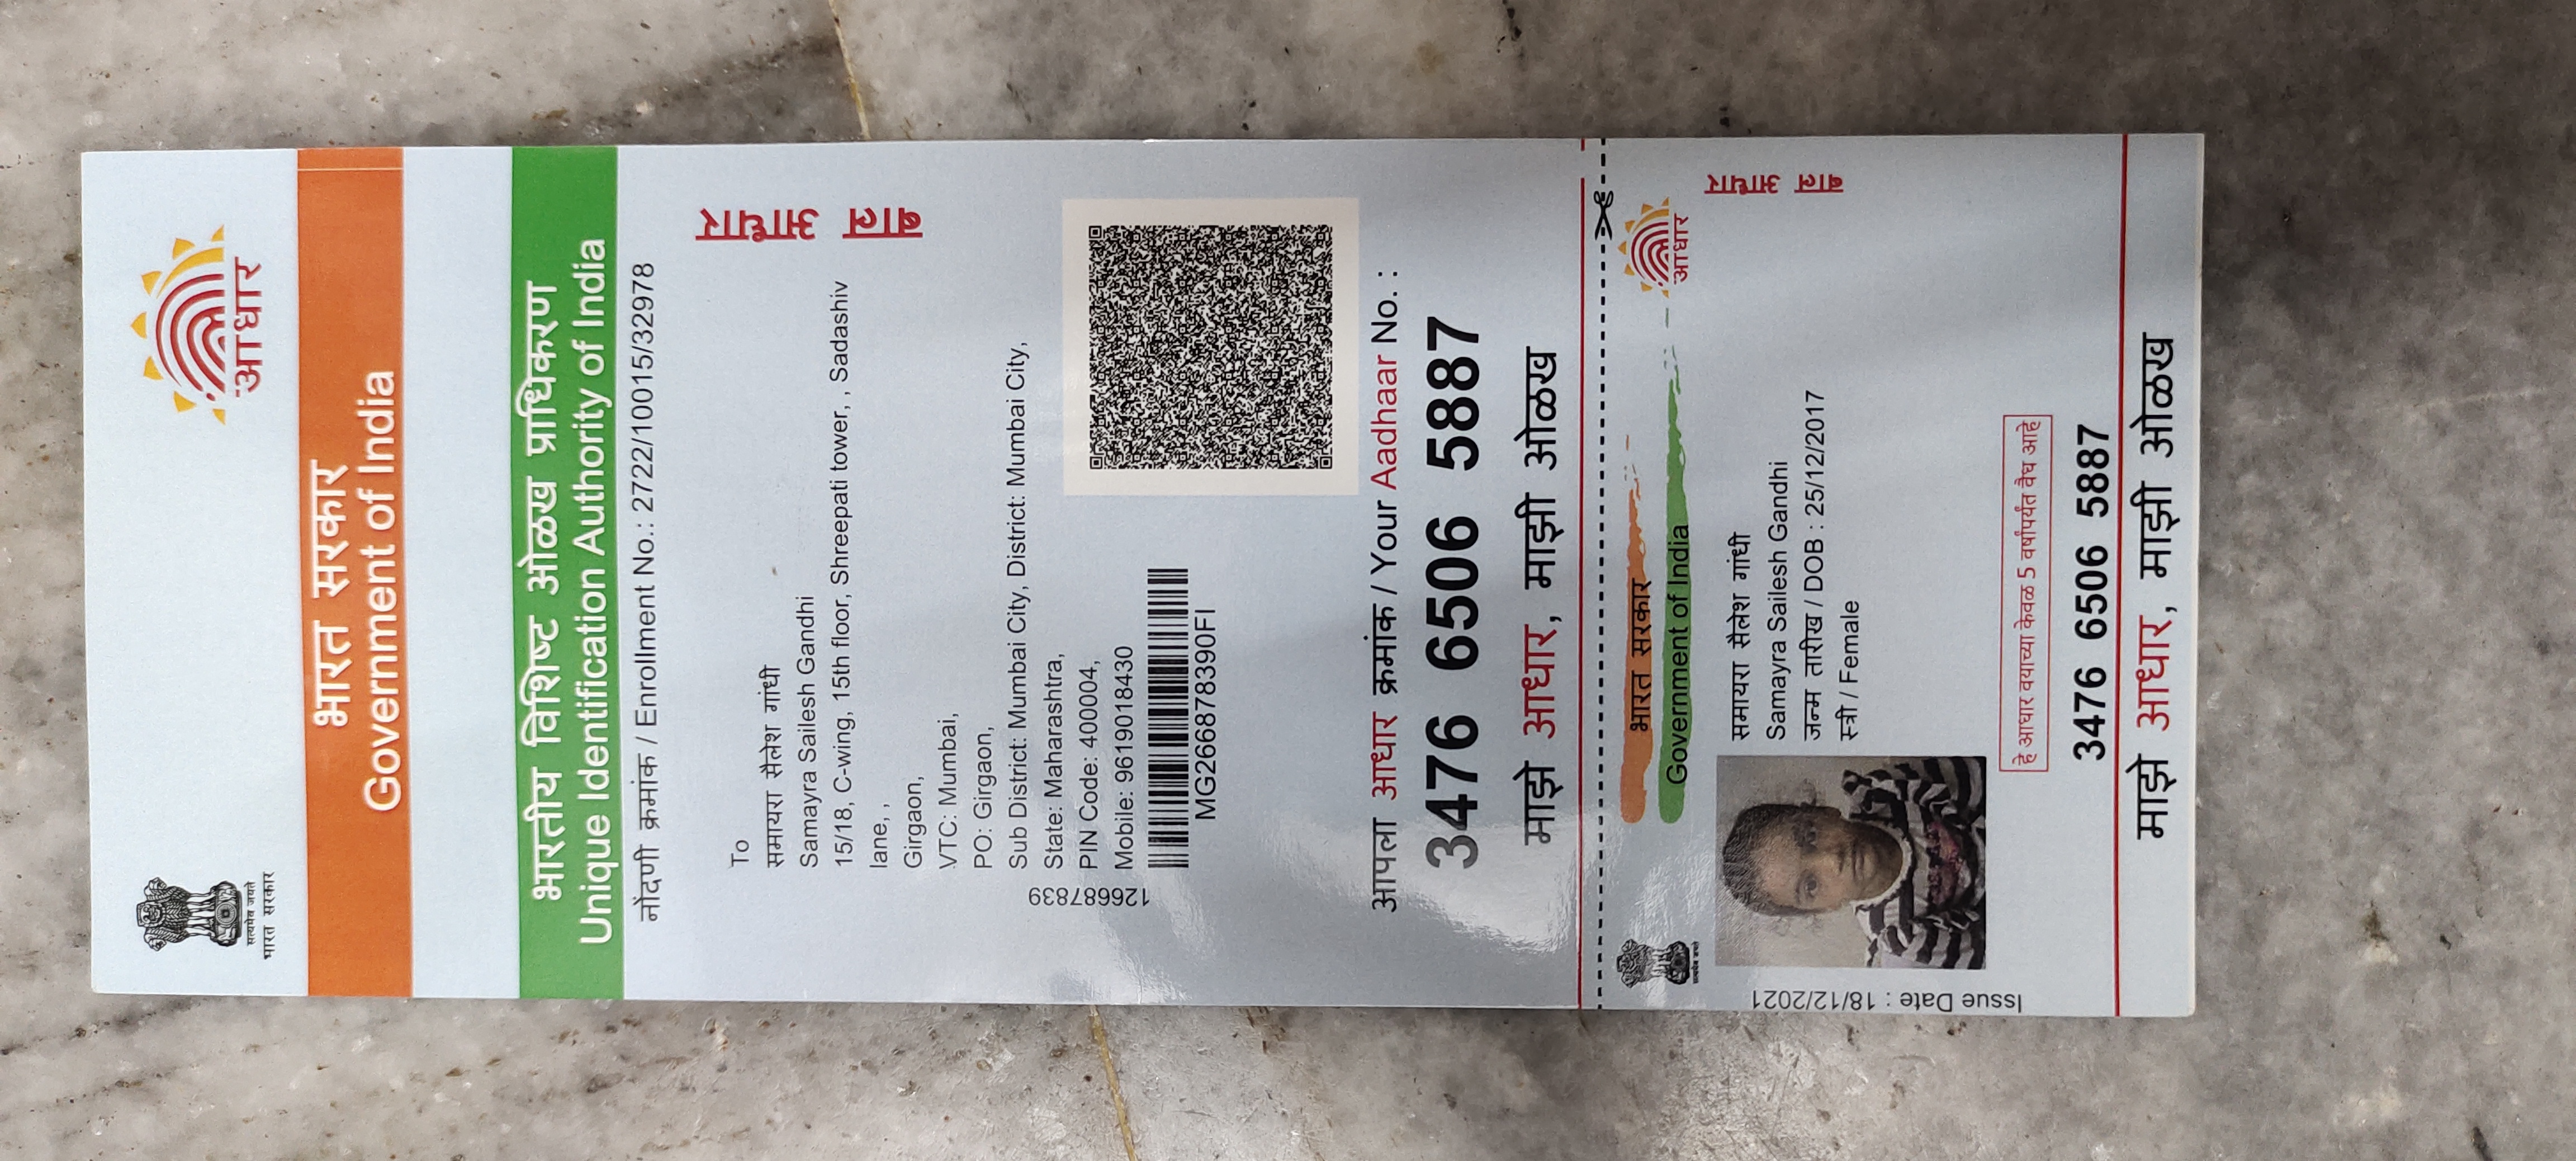 सत्यमेव जयते
भारत सरकार
आधार
भारत सरकार
Government of India
भारतीय विशिष्ट ओळख प्राधिकरण
Unique Identification Authority of India
नोंदणी क्रमांक / Enrollment No.: 2722/10015/32978
बाल आधार
To
समायरा सैलेश गांधी
Samayra Sailesh Gandhi
15/18, C-wing, 15th floor, Shreepati tower, , Sadashiv
lane, ,
Girgaon,
VTC: Mumbai,
PO: Girgaon,
Sub District: Mumbai City, District: Mumbai City,
State: Maharashtra,
PIN Code: 400004,
Mobile: 9619018430
126687839
MG266878390FI
आपला आधार क्रमांक / Your Aadhaar No. :
3476 6506 5887
माझे आधार, माझी ओळख
सत्यमेव जयते
भारत सरकार
Government of India
आधार
बाल आधार
Issue Date : 18/12/2021
समायरा सैलेश गांधी
Samayra Sailesh Gandhi
जन्म तारीख / DOB : 25/12/2017
स्त्री / Female
हे आधार वयाच्या केवळ 5 वर्षांपर्यंत वैध आहे
3476 6506 5887
माझे आधार, माझी ओळख